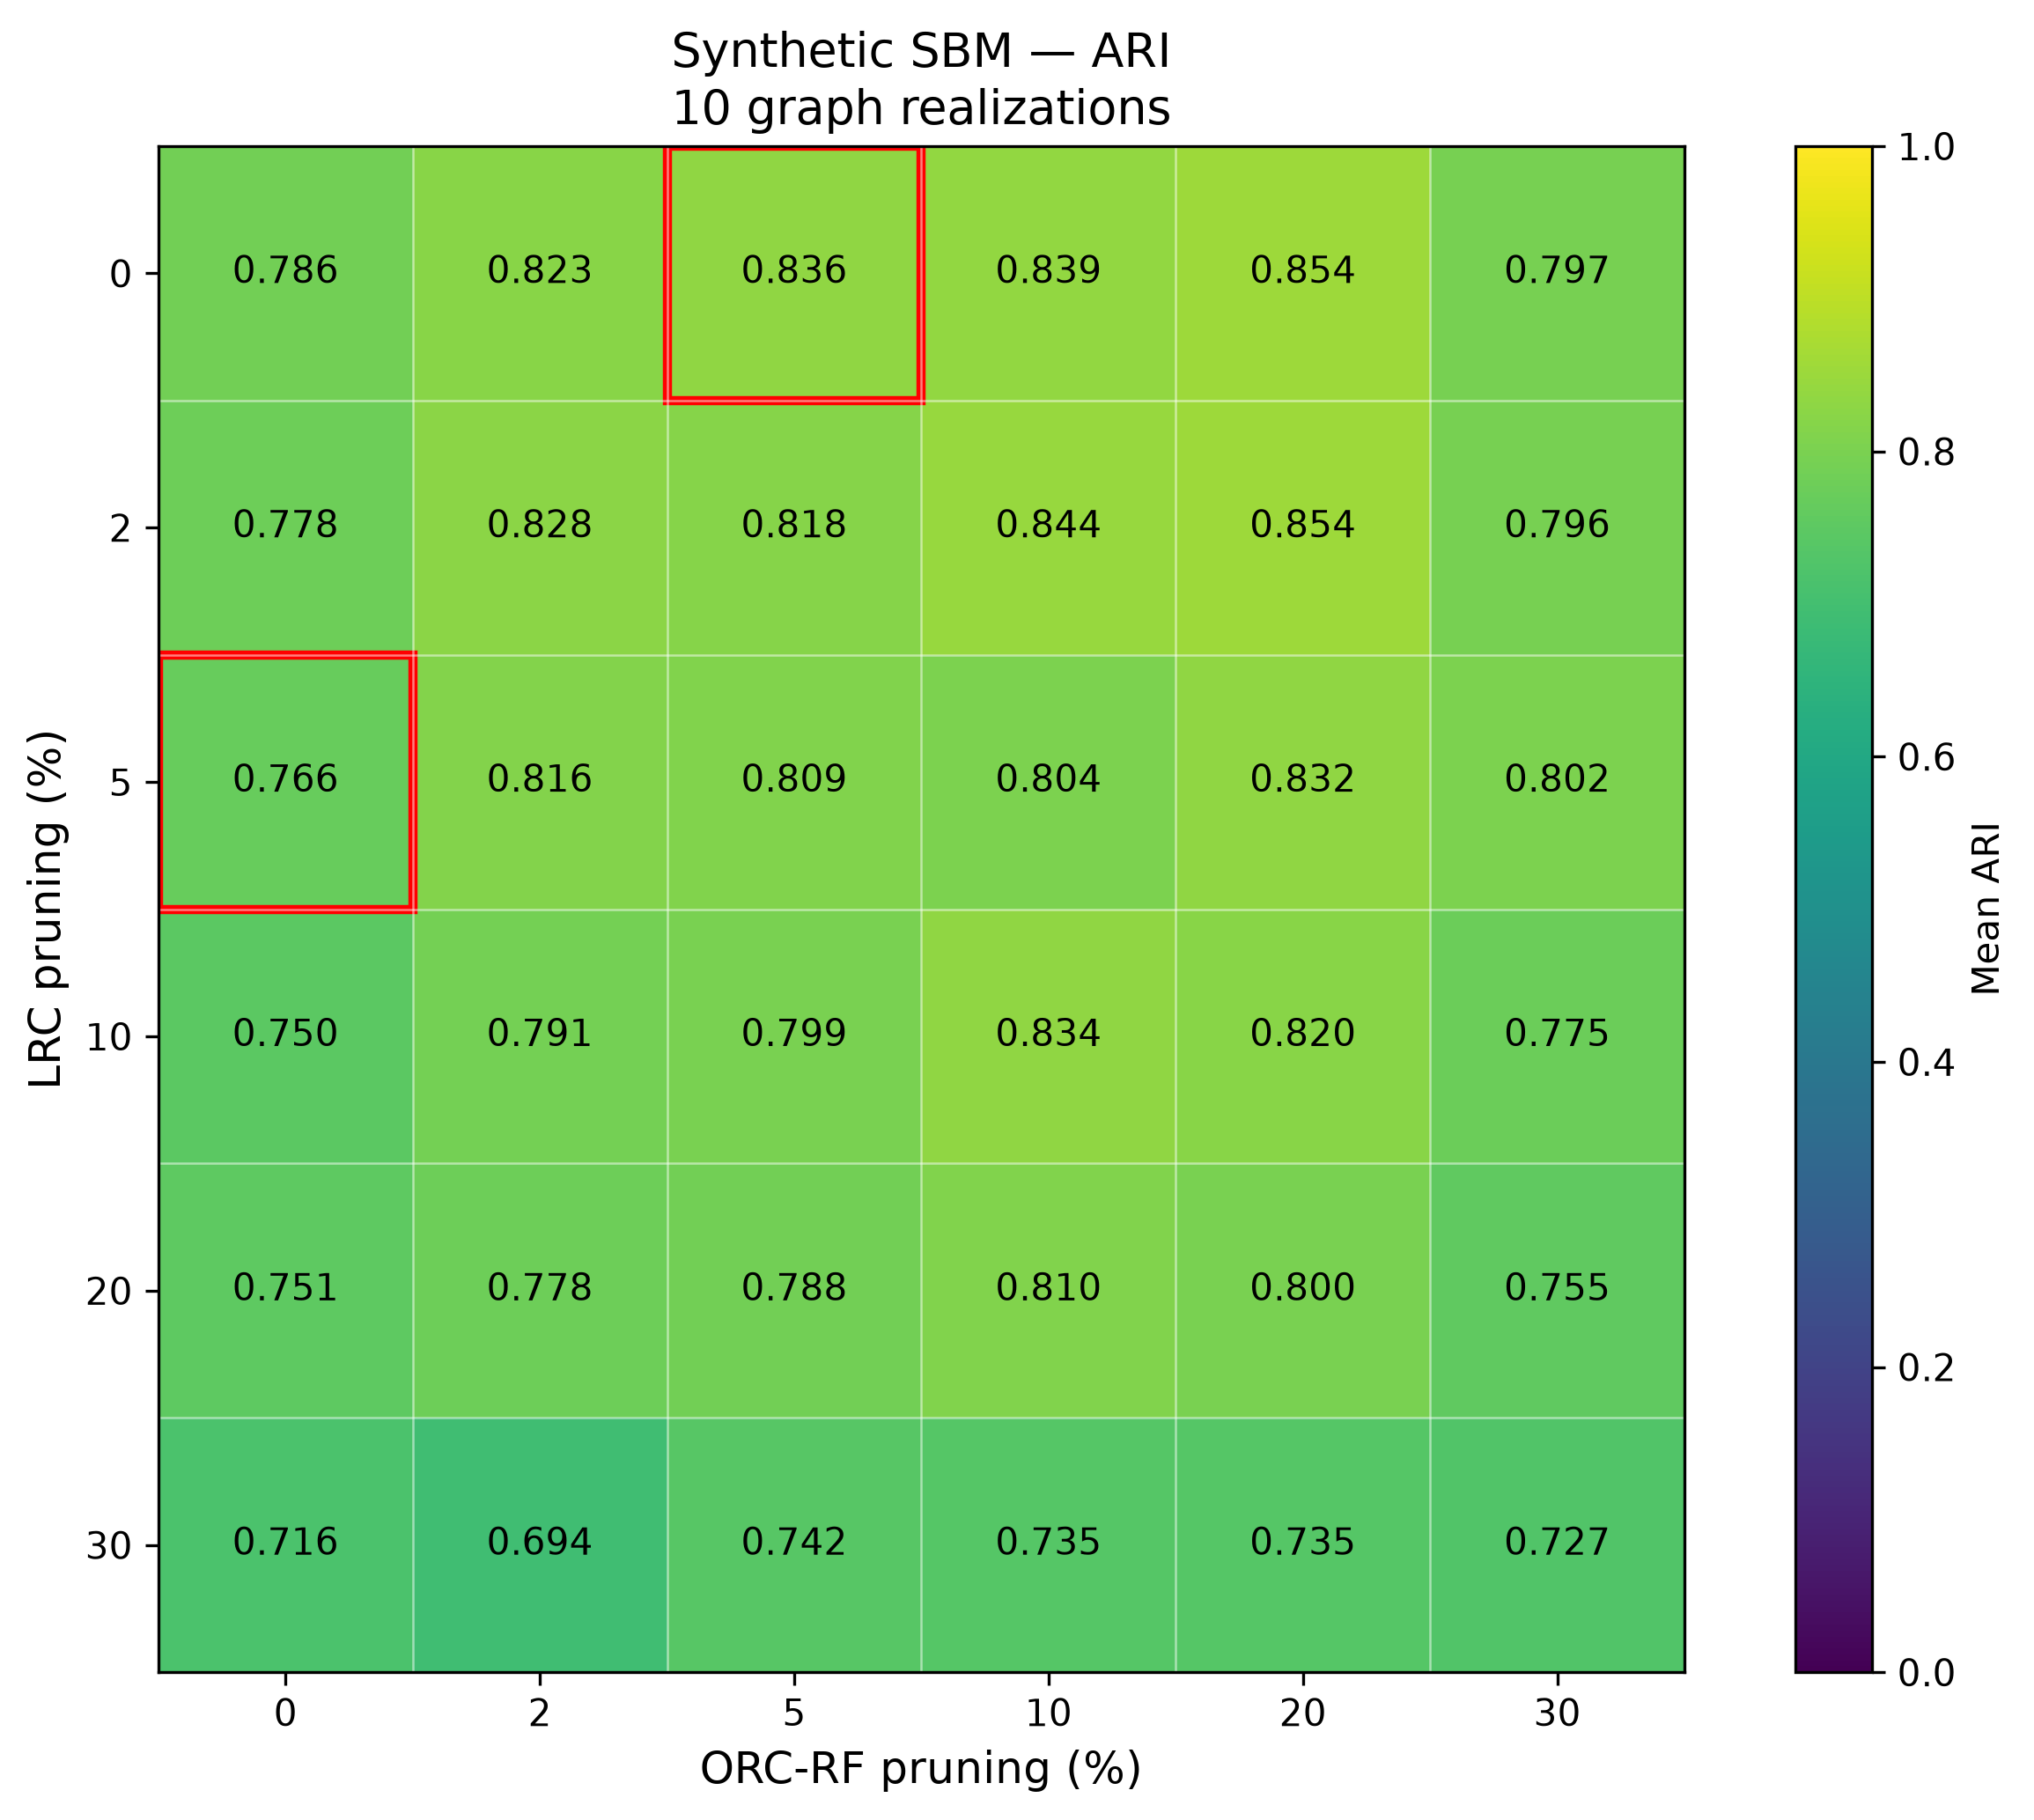 Synthetic SBM — ARI
10 graph realizations
LRC pruning (%)
0 0.786 0.823 0.836 0.839 0.854 0.797
2 0.778 0.828 0.818 0.844 0.854 0.796
5 0.766 0.816 0.809 0.804 0.832 0.802
10 0.750 0.791 0.799 0.834 0.820 0.775
20 0.751 0.778 0.788 0.810 0.800 0.755
30 0.716 0.694 0.742 0.735 0.735 0.727
0 2 5 10 20 30
ORC-RF pruning (%)
1.0
0.8
0.6
0.4
0.2
0.0
Mean ARI